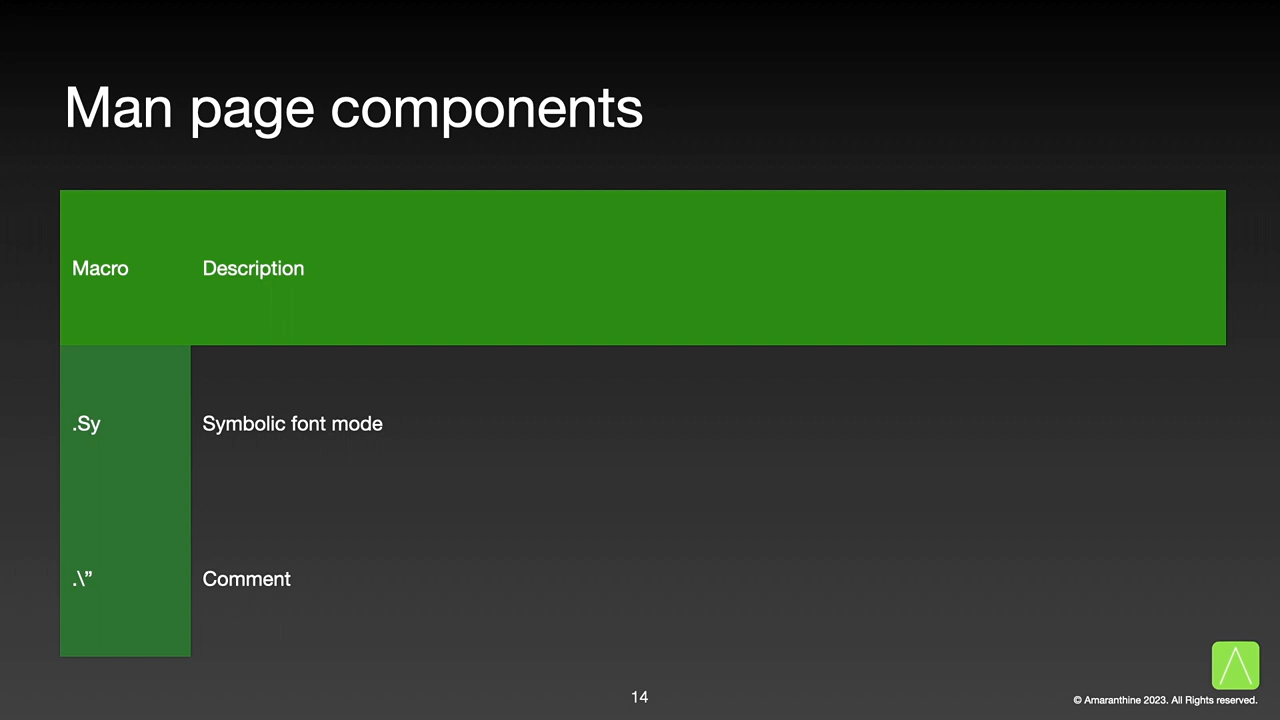 Man page components
Macro Description
.Sy Symbolic font mode
.\” Comment
14
© Amaranthine 2023. All Rights reserved.